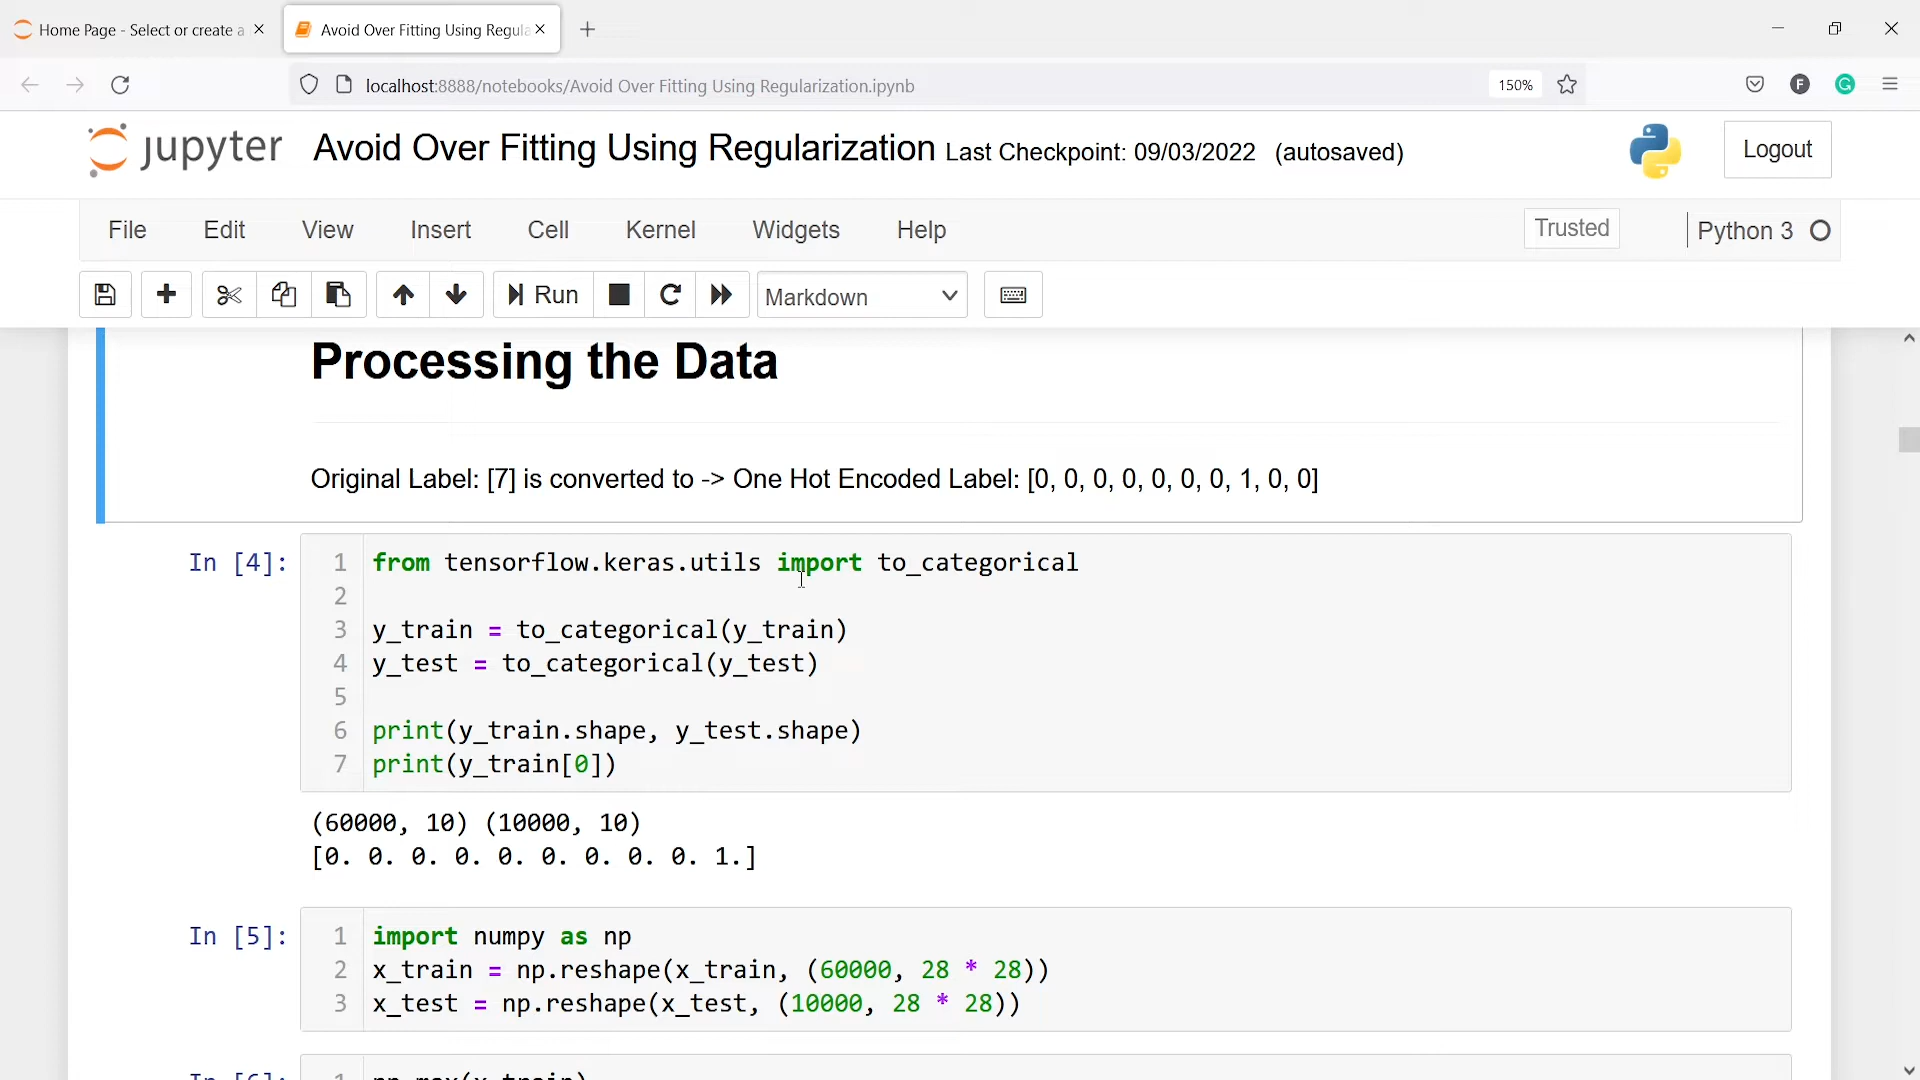 Home Page - Select or create a
Avoid Over Fitting Using Regula
localhost:8888/notebooks/Avoid Over Fitting Using Regularization.ipynb
150%
F
G
jupyter Avoid Over Fitting Using Regularization Last Checkpoint: 09/03/2022 (autosaved)
Logout
File Edit View Insert Cell Kernel Widgets Help
Trusted
Python 3
Run
Markdown
Processing the Data
Original Label: [7] is converted to -> One Hot Encoded Label: [0, 0, 0, 0, 0, 0, 0, 1, 0, 0]
In [4]:
1 from tensorflow.keras.utils import to_categorical
2
3 y_train = to_categorical(y_train)
4 y_test = to_categorical(y_test)
5
6 print(y_train.shape, y_test.shape)
7 print(y_train[0])
(60000, 10) (10000, 10)
[0. 0. 0. 0. 0. 0. 0. 0. 0. 1.]
In [5]:
1 import numpy as np
2 x_train = np.reshape(x_train, (60000, 28 * 28))
3 x_test = np.reshape(x_test, (10000, 28 * 28))
In [6]:
1 np.max(x_train)